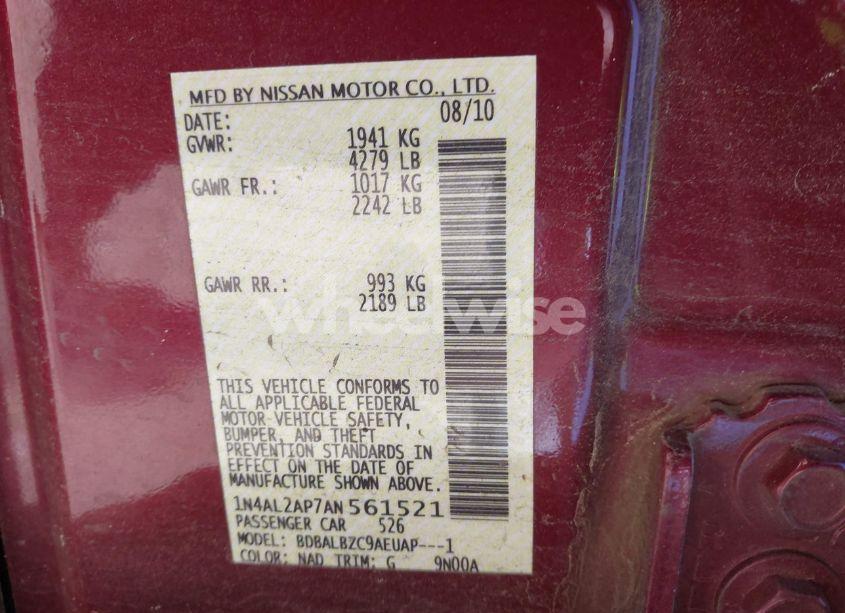 MFD BY NISSAN MOTOR CO., LTD.
DATE: 08/10
GVWR: 1941 KG
4279 LB
GAWR FR.: 1017 KG
2242 LB
GAWR RR.: 993 KG
2189 LB
wheelwise
THIS VEHICLE CONFORMS TO
ALL APPLICABLE FEDERAL
MOTOR VEHICLE SAFETY,
BUMPER, AND THEFT
PREVENTION STANDARDS IN
EFFECT ON THE DATE OF
MANUFACTURE SHOWN ABOVE.
1N4AL2AP7AN561521
PASSENGER CAR 526
MODEL: BDBALBZC9AEUAP---1
COLOR: NAD TRIM: G 9N00A